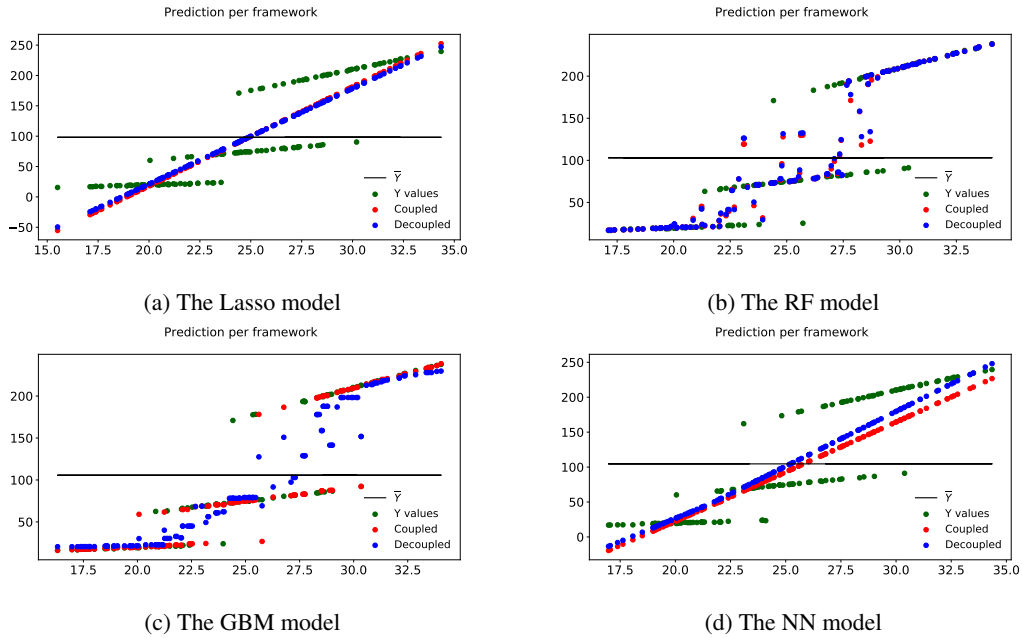 Prediction per framework
250
200
150
100
50
0
−50
15.0 17.5 20.0 22.5 25.0 27.5 30.0 32.5 35.0
Y̅
Y values
Coupled
Decoupled
(a) The Lasso model
Prediction per framework
200
150
100
50
17.5 20.0 22.5 25.0 27.5 30.0 32.5
Y̅
Y values
Coupled
Decoupled
(b) The RF model
Prediction per framework
200
150
100
50
17.5 20.0 22.5 25.0 27.5 30.0 32.5
Y̅
Y values
Coupled
Decoupled
(c) The GBM model
Prediction per framework
250
200
150
100
50
0
17.5 20.0 22.5 25.0 27.5 30.0 32.5 35.0
Y̅
Y values
Coupled
Decoupled
(d) The NN model